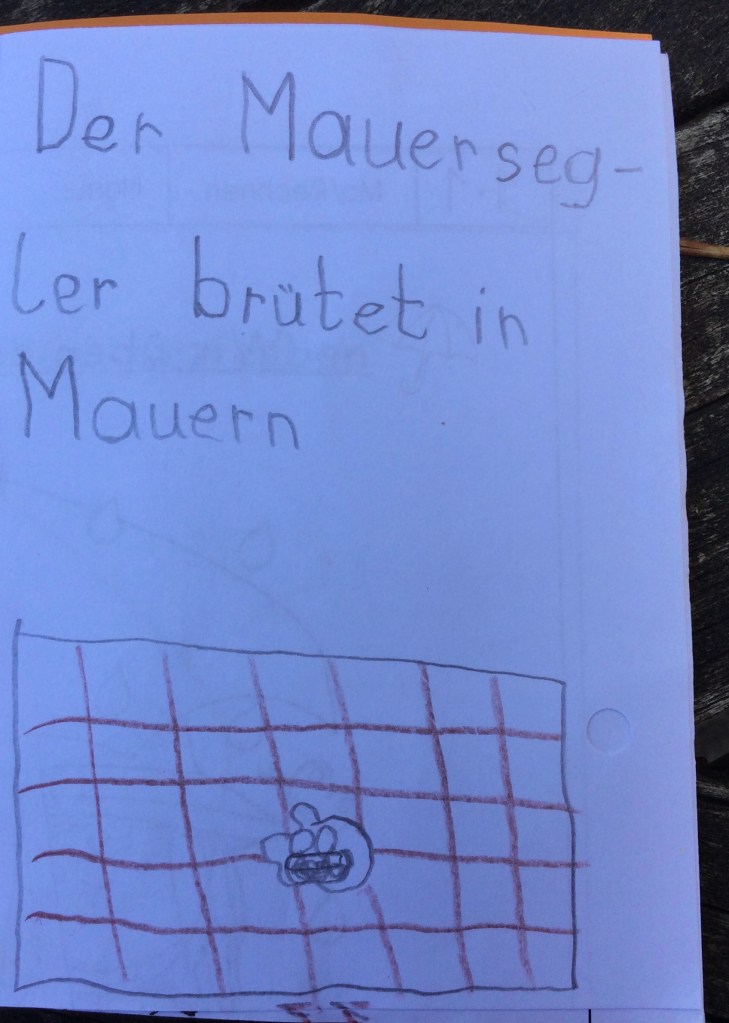 Der Mauerseg-
ler brütet in
Mauern